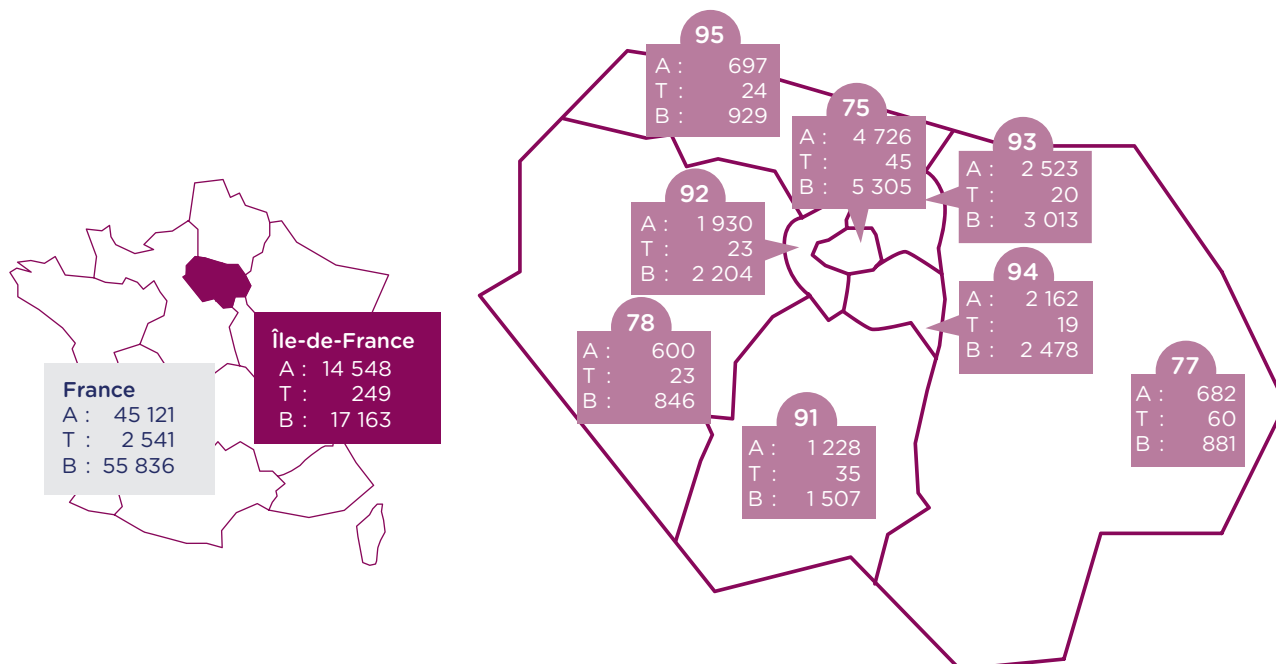 95
A : 697
T : 24
B : 929
75
A : 4 726
T : 45
B : 5 305
93
A : 2 523
T : 20
B : 3 013
92
A : 1 930
T : 23
B : 2 204
94
A : 2 162
T : 19
B : 2 478
78
A : 600
T : 23
B : 846
Île-de-France
A : 14 548
T : 249
B : 17 163
77
A : 682
T : 60
B : 881
France
A : 45 121
T : 2 541
B : 55 836
91
A : 1 228
T : 35
B : 1 507